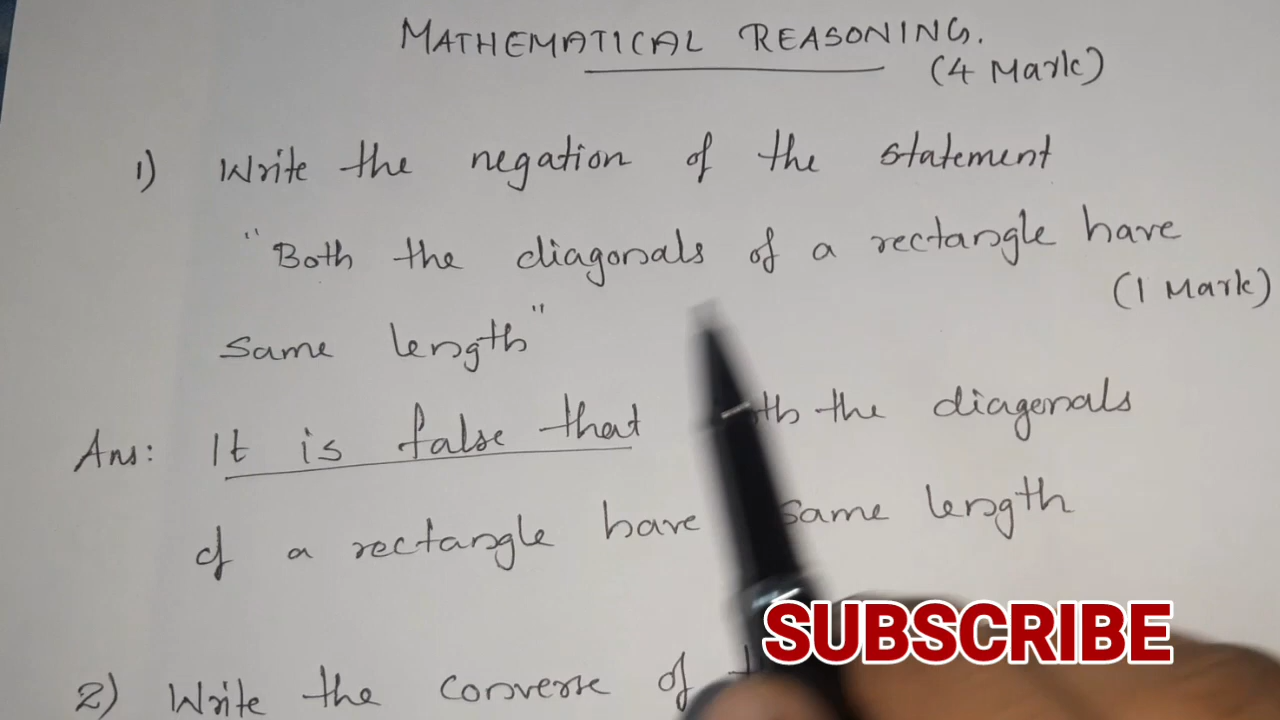 MATHEMATICAL REASONING.
(4 Mark)
1) Write the negation of the statement
"Both the diagonals of a rectangle have
(1 Mark)
same length"
Ans: It is false that the diagonals
of a rectangle have same length
2) Write the converse of
SUBSCRIBE